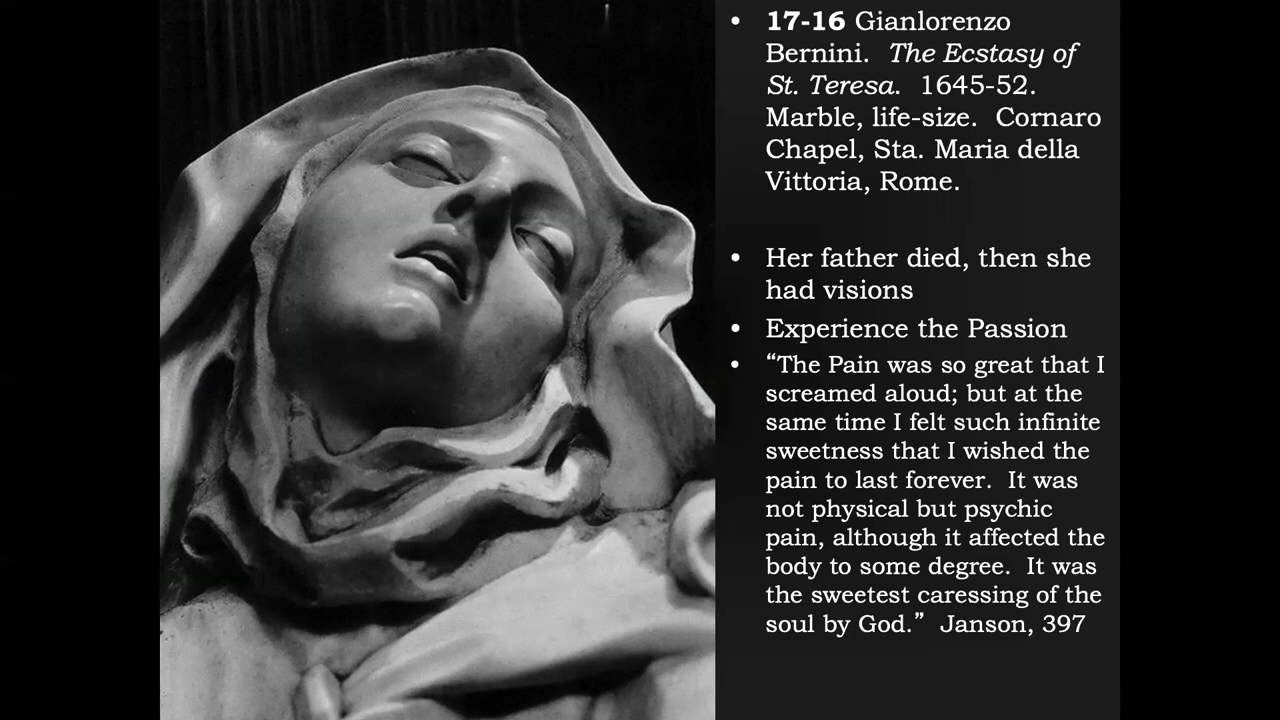 • 17-16 Gianlorenzo
Bernini.  The Ecstasy of
St. Teresa.  1645-52.
Marble, life-size.  Cornaro
Chapel, Sta. Maria della
Vittoria, Rome.
• Her father died, then she
had visions
• Experience the Passion
• “The Pain was so great that I
screamed aloud; but at the
same time I felt such infinite
sweetness that I wished the
pain to last forever.  It was
not physical but psychic
pain, although it affected the
body to some degree.  It was
the sweetest caressing of the
soul by God.”  Janson, 397